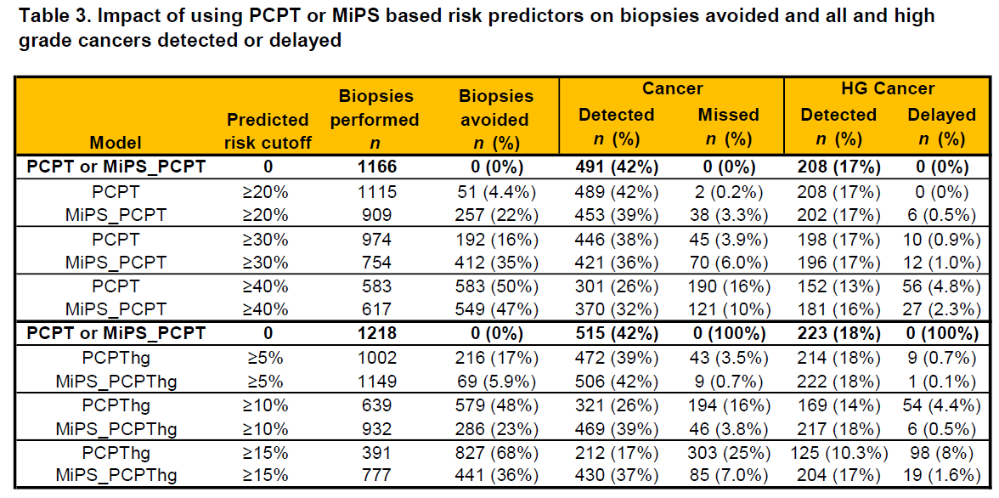 Table 3. Impact of using PCPT or MiPS based risk predictors on biopsies avoided and all and high
grade cancers detected or delayed
Cancer HG Cancer
Biopsies Biopsies
Predicted performed avoided Detected Missed Detected Delayed
Model risk cutoff n n (%) n (%) n (%) n (%) n (%)
PCPT or MiPS_PCPT 0 1166 0 (0%) 491 (42%) 0 (0%) 208 (17%) 0 (0%)
PCPT ≥20% 1115 51 (4.4%) 489 (42%) 2 (0.2%) 208 (17%) 0 (0%)
MiPS_PCPT ≥20% 909 257 (22%) 453 (39%) 38 (3.3%) 202 (17%) 6 (0.5%)
PCPT ≥30% 974 192 (16%) 446 (38%) 45 (3.9%) 198 (17%) 10 (0.9%)
MiPS_PCPT ≥30% 754 412 (35%) 421 (36%) 70 (6.0%) 196 (17%) 12 (1.0%)
PCPT ≥40% 583 583 (50%) 301 (26%) 190 (16%) 152 (13%) 56 (4.8%)
MiPS_PCPT ≥40% 617 549 (47%) 370 (32%) 121 (10%) 181 (16%) 27 (2.3%)
PCPT or MiPS_PCPT 0 1218 0 (0%) 515 (42%) 0 (100%) 223 (18%) 0 (100%)
PCPThg ≥5% 1002 216 (17%) 472 (39%) 43 (3.5%) 214 (18%) 9 (0.7%)
MiPS_PCPThg ≥5% 1149 69 (5.9%) 506 (42%) 9 (0.7%) 222 (18%) 1 (0.1%)
PCPThg ≥10% 639 579 (48%) 321 (26%) 194 (16%) 169 (14%) 54 (4.4%)
MiPS_PCPThg ≥10% 932 286 (23%) 469 (39%) 46 (3.8%) 217 (18%) 6 (0.5%)
PCPThg ≥15% 391 827 (68%) 212 (17%) 303 (25%) 125 (10.3%) 98 (8%)
MiPS_PCPThg ≥15% 777 441 (36%) 430 (37%) 85 (7.0%) 204 (17%) 19 (1.6%)